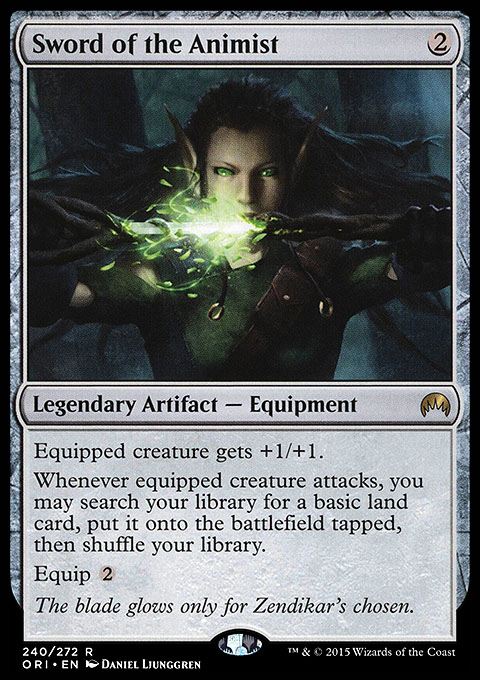 Sword of the Animist 2
Legendary Artifact — Equipment
Equipped creature gets +1/+1.
Whenever equipped creature attacks, you
may search your library for a basic land
card, put it onto the battlefield tapped,
then shuffle your library.
Equip 2
The blade glows only for Zendikar's chosen.
240/272 R
ORI • EN Daniel Ljunggren
™ & © 2015 Wizards of the Coast